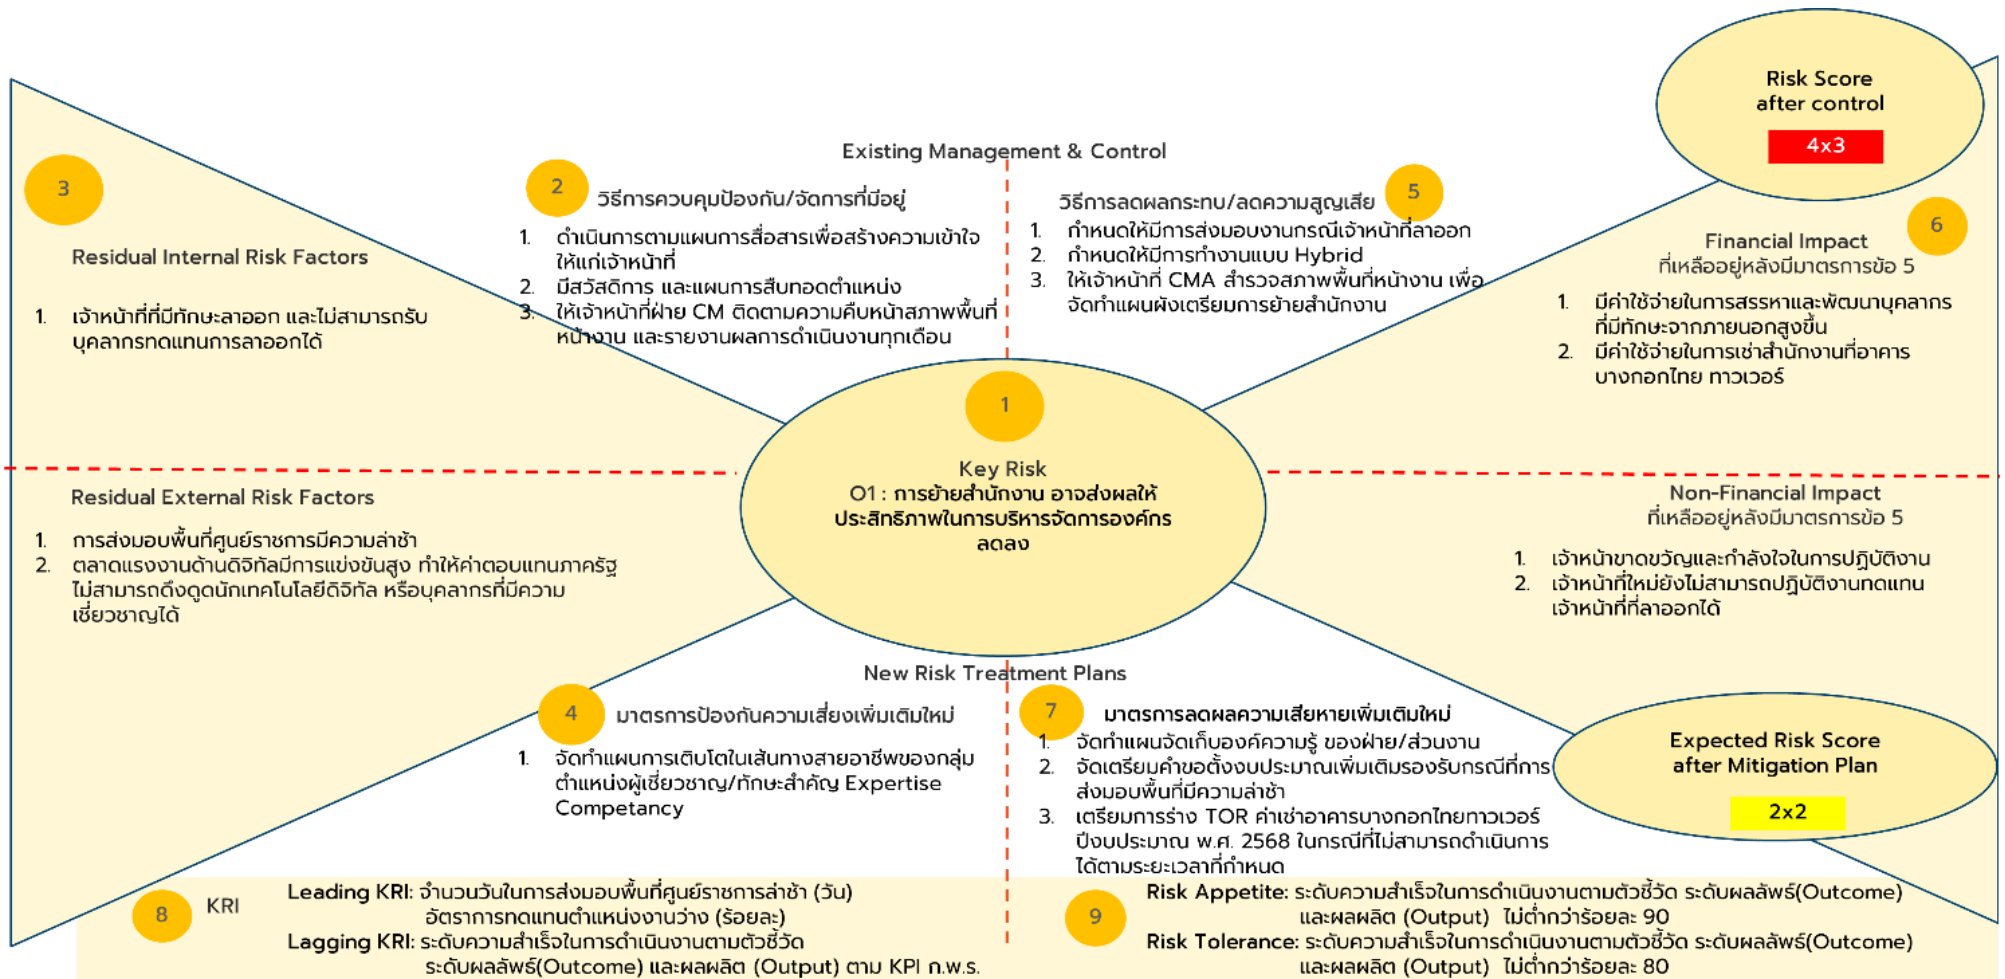 Risk Score
after control
4x3
Existing Management & Control
3
Residual Internal Risk Factors
1. เจ้าหน้าที่ที่มีทักษะลาออก และไม่สามารถรับ
บุคลากรทดแทนการลาออกได้
2
วิธีการควบคุมป้องกัน/จัดการที่มีอยู่
1. ดำเนินการตามแผนการสื่อสารเพื่อสร้างความเข้าใจ
ให้แก่เจ้าหน้าที่
2. มีสวัสดิการ และแผนการสืบทอดตำแหน่ง
3. ให้เจ้าหน้าที่ฝ่าย CM ติดตามความคืบหน้าสภาพพื้นที่
หน้างาน และรายงานผลการดำเนินงานทุกเดือน
5
วิธีการลดผลกระทบ/ลดความสูญเสีย
1. กำหนดให้มีการส่งมอบงานกรณีเจ้าหน้าที่ลาออก
2. กำหนดให้มีการทำงานแบบ Hybrid
3. ให้เจ้าหน้าที่ CMA สำรวจสภาพพื้นที่หน้างาน เพื่อ
จัดทำแผนผังเตรียมการย้ายสำนักงาน
6
Financial Impact
ที่เหลืออยู่หลังมีมาตรการข้อ 5
1. มีค่าใช้จ่ายในการสรรหาและพัฒนาบุคลากร
ที่มีทักษะจากภายนอกสูงขึ้น
2. มีค่าใช้จ่ายในการเช่าสำนักงานที่อาคาร
บางกอกไทย ทาวเวอร์
1
Key Risk
O1 : การย้ายสำนักงาน อาจส่งผลให้
ประสิทธิภาพในการบริหารจัดการองค์กร
ลดลง
Residual External Risk Factors
1. การส่งมอบพื้นที่ศูนย์ราชการมีความล่าช้า
2. ตลาดแรงงานด้านดิจิทัลมีการแข่งขันสูง ทำให้ค่าตอบแทนภาครัฐ
ไม่สามารถดึงดูดนักเทคโนโลยีดิจิทัล หรือบุคลากรที่มีความ
เชี่ยวชาญได้
Non-Financial Impact
ที่เหลืออยู่หลังมีมาตรการข้อ 5
1. เจ้าหน้าขาดขวัญและกำลังใจในการปฏิบัติงาน
2. เจ้าหน้าที่ใหม่ยังไม่สามารถปฏิบัติงานทดแทน
เจ้าหน้าที่ที่ลาออกได้
New Risk Treatment Plans
4
มาตรการป้องกันความเสี่ยงเพิ่มเติมใหม่
1. จัดทำแผนการเติบโตในเส้นทางสายอาชีพของกลุ่ม
ตำแหน่งผู้เชี่ยวชาญ/ทักษะสำคัญ Expertise
Competancy
7
มาตรการลดผลความเสียหายเพิ่มเติมใหม่
1. จัดทำแผนจัดเก็บองค์ความรู้ ของฝ่าย/ส่วนงาน
2. จัดเตรียมคำขอตั้งงบประมาณเพิ่มเติมรองรับกรณีที่การ
ส่งมอบพื้นที่มีความล่าช้า
3. เตรียมการร่าง TOR ค่าเช่าอาคารบางกอกไทยทาวเวอร์
ปีงบประมาณ พ.ศ. 2568 ในกรณีที่ไม่สามารถดำเนินการ
ได้ตามระยะเวลาที่กำหนด
Expected Risk Score
after Mitigation Plan
2x2
8
KRI
Leading KRI: จำนวนวันในการส่งมอบพื้นที่ศูนย์ราชการล่าช้า (วัน)
อัตราการทดแทนตำแหน่งงานว่าง (ร้อยละ)
Lagging KRI: ระดับความสำเร็จในการดำเนินงานตามตัวชี้วัด
ระดับผลลัพธ์(Outcome) และผลผลิต (Output) ตาม KPI ก.พ.ร.
9
Risk Appetite: ระดับความสำเร็จในการดำเนินงานตามตัวชี้วัด ระดับผลลัพธ์(Outcome)
และผลผลิต (Output) ไม่ต่ำกว่าร้อยละ 90
Risk Tolerance: ระดับความสำเร็จในการดำเนินงานตามตัวชี้วัด ระดับผลลัพธ์(Outcome)
และผลผลิต (Output) ไม่ต่ำกว่าร้อยละ 80